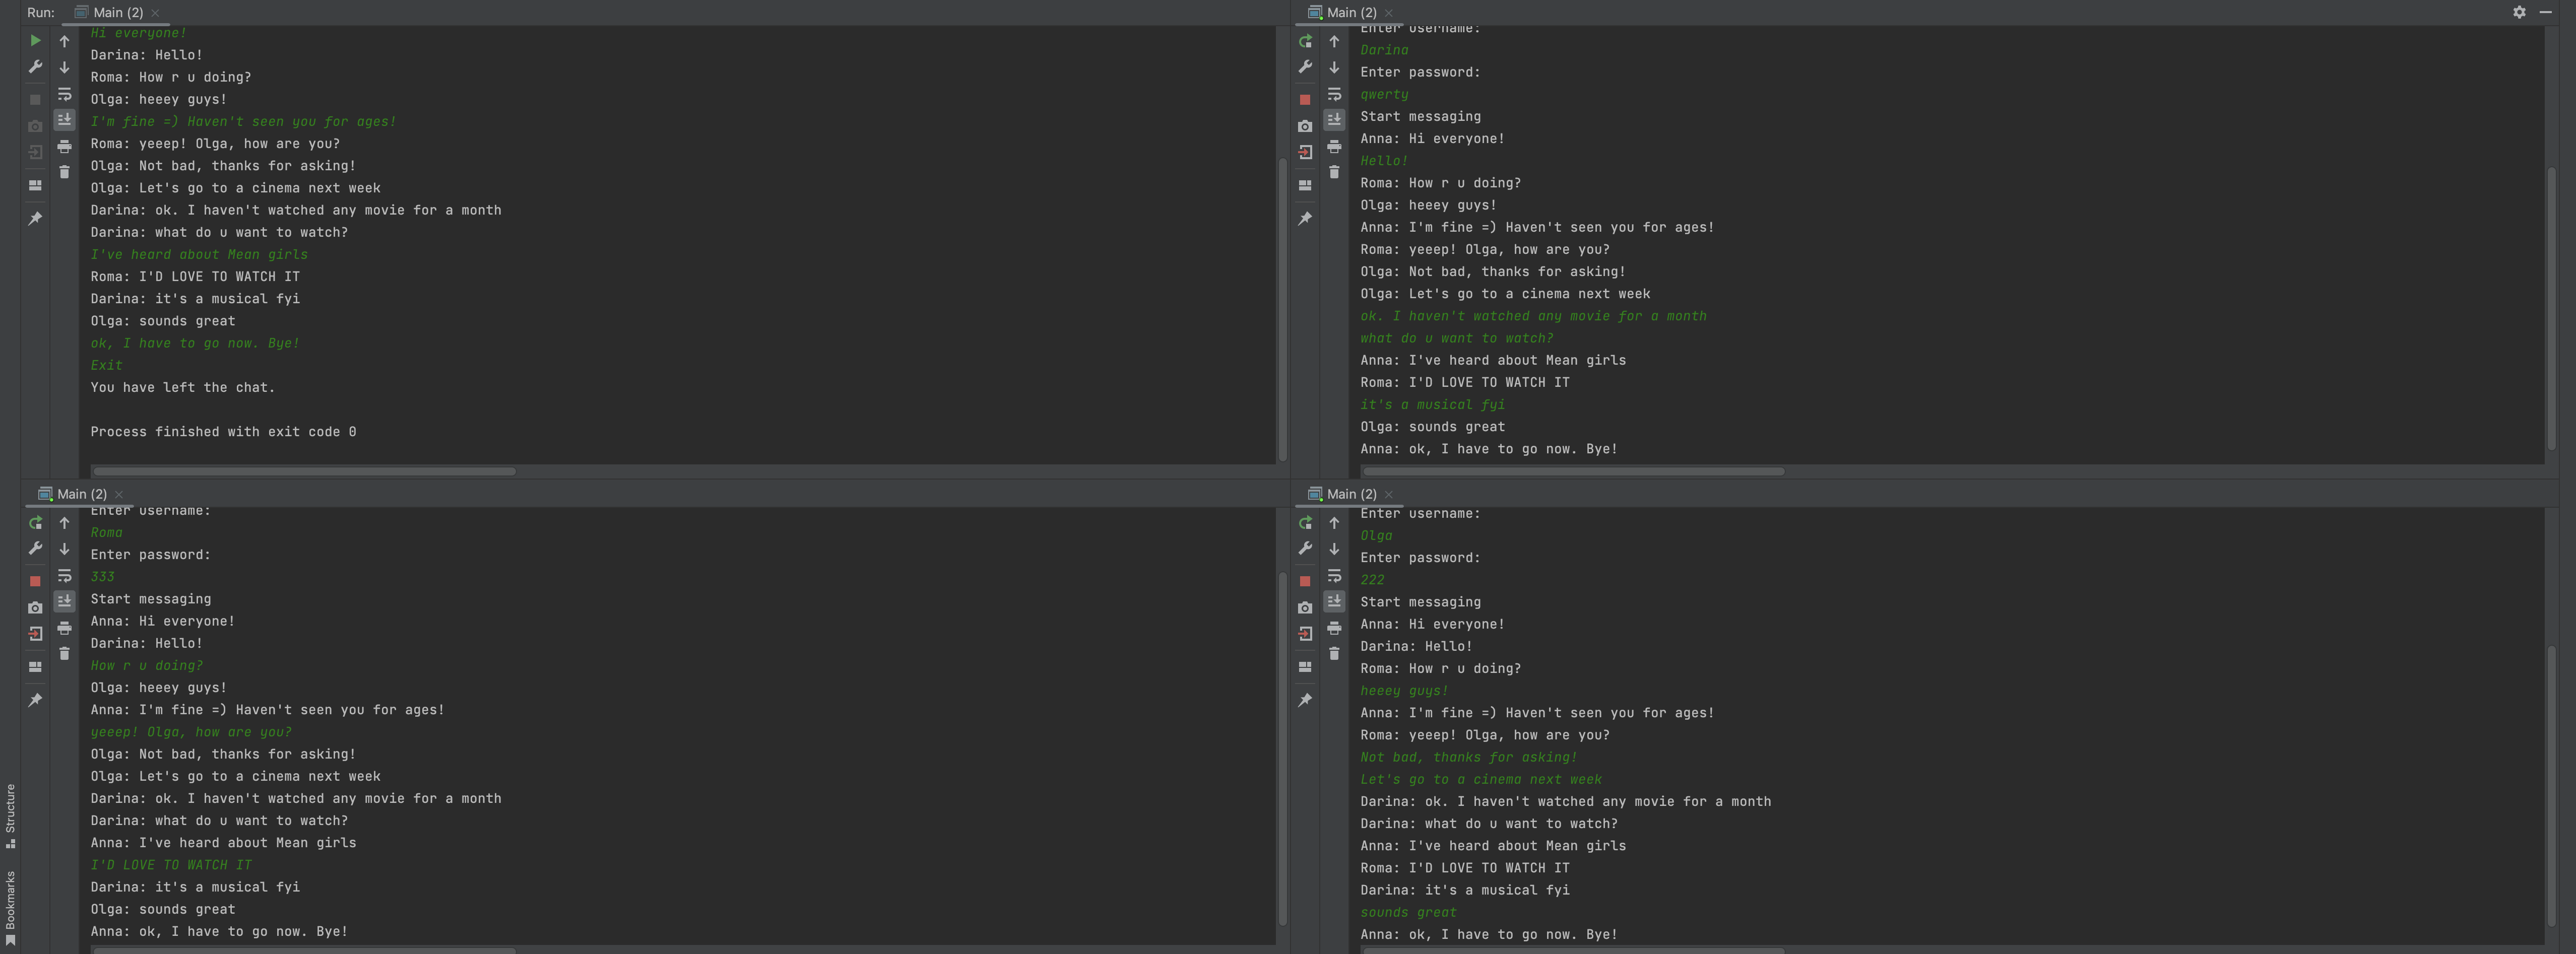 Run: Main (2)
Hi everyone!
Darina: Hello!
Roma: How r u doing?
Olga: heeey guys!
I'm fine =) Haven't seen you for ages!
Roma: yeeep! Olga, how are you?
Olga: Not bad, thanks for asking!
Olga: Let's go to a cinema next week
Darina: ok. I haven't watched any movie for a month
Darina: what do u want to watch?
I've heard about Mean girls
Roma: I'D LOVE TO WATCH IT
Darina: it's a musical fyi
Olga: sounds great
ok, I have to go now. Bye!
Exit
You have left the chat.
Process finished with exit code 0
Main (2)
Enter username:
Darina
Enter password:
qwerty
Start messaging
Anna: Hi everyone!
Hello!
Roma: How r u doing?
Olga: heeey guys!
Anna: I'm fine =) Haven't seen you for ages!
Roma: yeeep! Olga, how are you?
Olga: Not bad, thanks for asking!
Olga: Let's go to a cinema next week
ok. I haven't watched any movie for a month
what do u want to watch?
Anna: I've heard about Mean girls
Roma: I'D LOVE TO WATCH IT
it's a musical fyi
Olga: sounds great
Anna: ok, I have to go now. Bye!
Main (2)
Enter username:
Roma
Enter password:
333
Start messaging
Anna: Hi everyone!
Darina: Hello!
How r u doing?
Olga: heeey guys!
Anna: I'm fine =) Haven't seen you for ages!
yeeep! Olga, how are you?
Olga: Not bad, thanks for asking!
Olga: Let's go to a cinema next week
Darina: ok. I haven't watched any movie for a month
Darina: what do u want to watch?
Anna: I've heard about Mean girls
I'D LOVE TO WATCH IT
Darina: it's a musical fyi
Olga: sounds great
Anna: ok, I have to go now. Bye!
Main (2)
Enter username:
Olga
Enter password:
222
Start messaging
Anna: Hi everyone!
Darina: Hello!
Roma: How r u doing?
heeey guys!
Anna: I'm fine =) Haven't seen you for ages!
Roma: yeeep! Olga, how are you?
Not bad, thanks for asking!
Let's go to a cinema next week
Darina: ok. I haven't watched any movie for a month
Darina: what do u want to watch?
Anna: I've heard about Mean girls
Roma: I'D LOVE TO WATCH IT
Darina: it's a musical fyi
sounds great
Anna: ok, I have to go now. Bye!
Structure
Bookmarks